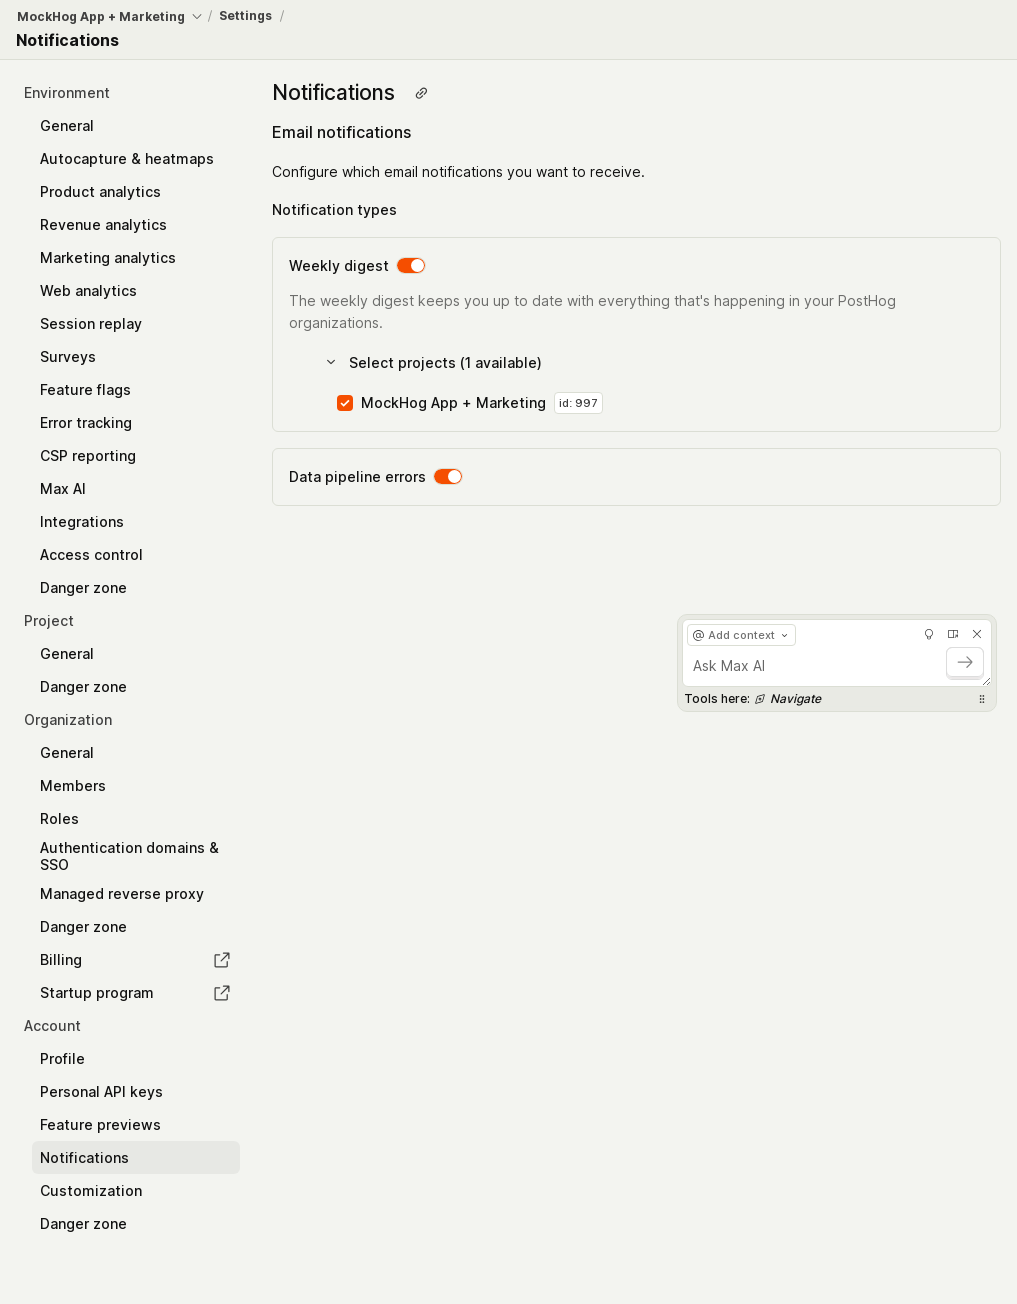 MockHog App + Marketing / Settings /
Notifications
Environment
General
Autocapture & heatmaps
Product analytics
Revenue analytics
Marketing analytics
Web analytics
Session replay
Surveys
Feature flags
Error tracking
CSP reporting
Max AI
Integrations
Access control
Danger zone
Project
General
Danger zone
Organization
General
Members
Roles
Authentication domains &
SSO
Managed reverse proxy
Danger zone
Billing
Startup program
Account
Profile
Personal API keys
Feature previews
Notifications
Customization
Danger zone
Notifications
Email notifications
Configure which email notifications you want to receive.
Notification types
Weekly digest
The weekly digest keeps you up to date with everything that's happening in your PostHog
organizations.
Select projects (1 available)
MockHog App + Marketing id: 997
Data pipeline errors
@ Add context
Ask Max AI
Tools here: Navigate